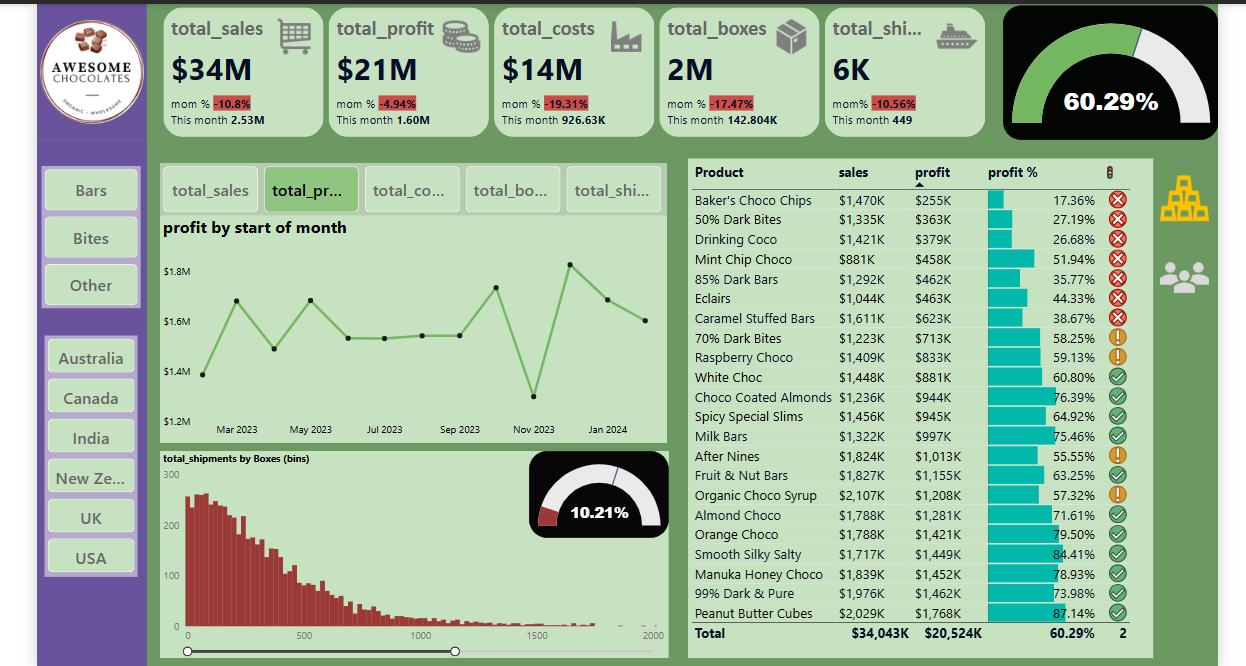 AWESOME
CHOCOLATES
ORGANIC • WHOLESOME
total_sales
$34M
mom % -10.8%
This month 2.53M
total_profit
$21M
mom % -4.94%
This month 1.60M
total_costs
$14M
mom % -19.31%
This month 926.63K
total_boxes
2M
mom % -17.47%
This month 142.804K
total_shi...
6K
mom% -10.56%
This month 449
60.29%
Bars
Bites
Other
Australia
Canada
India
New Ze...
UK
USA
total_sales total_pr... total_co... total_bo... total_shi...
profit by start of month
$1.8M
$1.6M
$1.4M
$1.2M
Mar 2023 May 2023 Jul 2023 Sep 2023 Nov 2023 Jan 2024
total_shipments by Boxes (bins)
300
200
100
0
0 500 1000 1500 2000
10.21%
Product sales profit profit %
Baker's Choco Chips $1,470K $255K 17.36%
50% Dark Bites $1,335K $363K 27.19%
Drinking Coco $1,421K $379K 26.68%
Mint Chip Choco $881K $458K 51.94%
85% Dark Bars $1,292K $462K 35.77%
Eclairs $1,044K $463K 44.33%
Caramel Stuffed Bars $1,611K $623K 38.67%
70% Dark Bites $1,223K $713K 58.25%
Raspberry Choco $1,409K $833K 59.13%
White Choc $1,448K $881K 60.80%
Choco Coated Almonds $1,236K $944K 76.39%
Spicy Special Slims $1,456K $945K 64.92%
Milk Bars $1,322K $997K 75.46%
After Nines $1,824K $1,013K 55.55%
Fruit & Nut Bars $1,827K $1,155K 63.25%
Organic Choco Syrup $2,107K $1,208K 57.32%
Almond Choco $1,788K $1,281K 71.61%
Orange Choco $1,788K $1,421K 79.50%
Smooth Silky Salty $1,717K $1,449K 84.41%
Manuka Honey Choco $1,839K $1,452K 78.93%
99% Dark & Pure $1,976K $1,462K 73.98%
Peanut Butter Cubes $2,029K $1,768K 87.14%
Total $34,043K $20,524K 60.29% 2